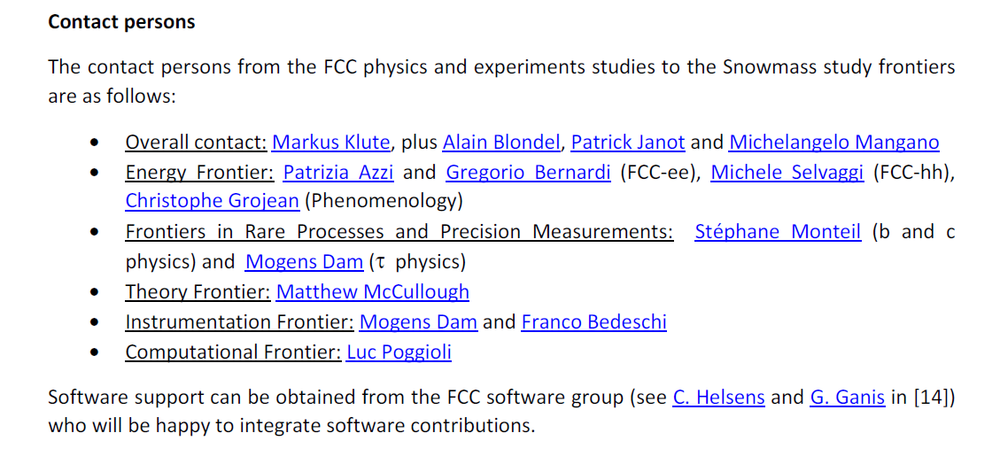 Contact persons
The contact persons from the FCC physics and experiments studies to the Snowmass study frontiers
are as follows:
• Overall contact: Markus Klute, plus Alain Blondel, Patrick Janot and Michelangelo Mangano
• Energy Frontier: Patrizia Azzi and Gregorio Bernardi (FCC-ee), Michele Selvaggi (FCC-hh),
Christophe Grojean (Phenomenology)
• Frontiers in Rare Processes and Precision Measurements: Stéphane Monteil (b and c
physics) and Mogens Dam (τ physics)
• Theory Frontier: Matthew McCullough
• Instrumentation Frontier: Mogens Dam and Franco Bedeschi
• Computational Frontier: Luc Poggioli
Software support can be obtained from the FCC software group (see C. Helsens and G. Ganis in [14])
who will be happy to integrate software contributions.